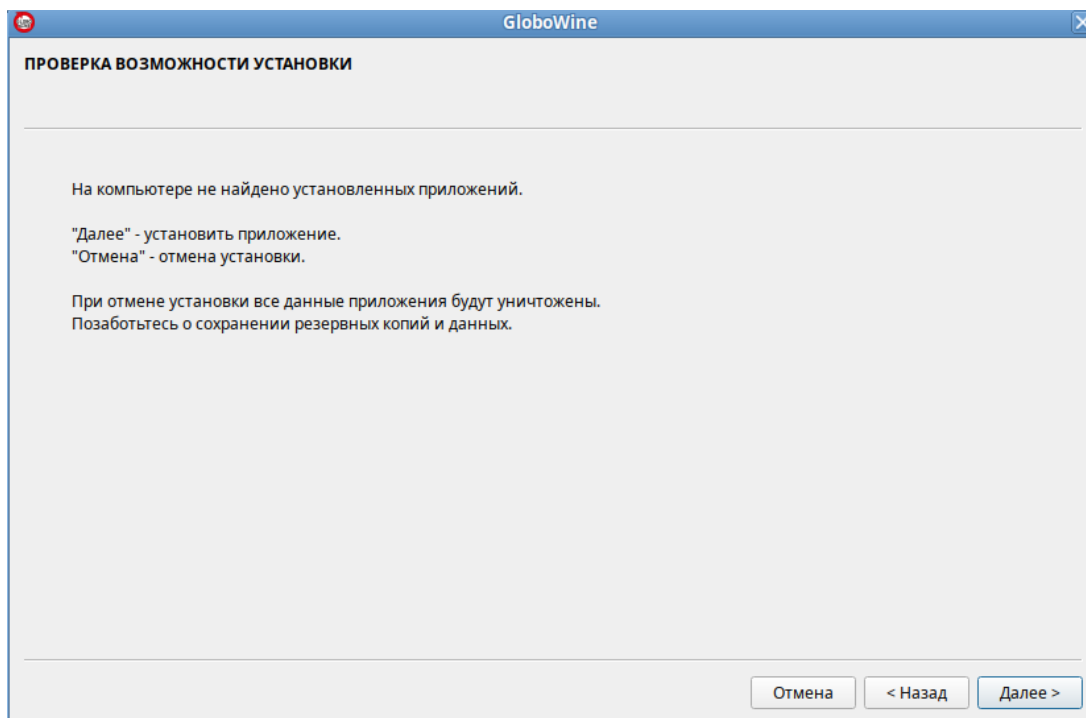 GloboWine
ПРОВЕРКА ВОЗМОЖНОСТИ УСТАНОВКИ
На компьютере не найдено установленных приложений.
"Далее" - установить приложение.
"Отмена" - отмена установки.
При отмене установки все данные приложения будут уничтожены.
Позаботьтесь о сохранении резервных копий и данных.
Отмена < Назад Далее >